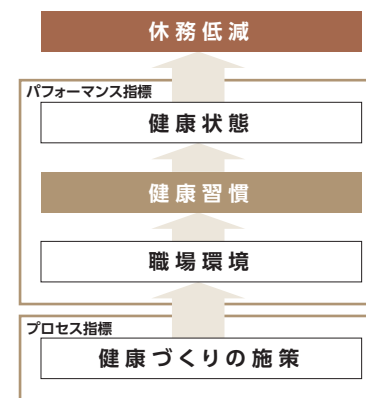 休務低減
パフォーマンス指標
健康状態
健康習慣
職場環境
プロセス指標
健康づくりの施策